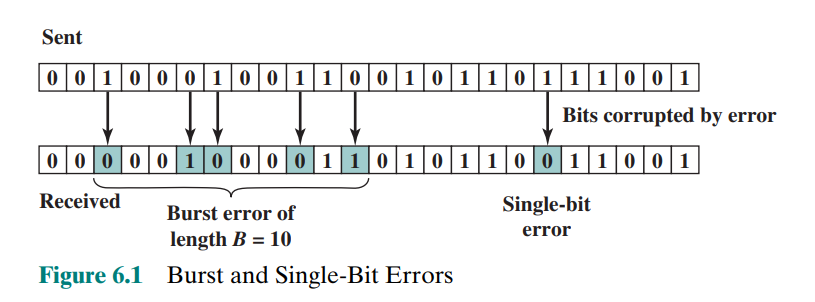 Sent
0 0 1 0 0 0 1 0 0 1 1 0 0 1 0 1 1 0 1 1 1 0 0 1
Bits corrupted by error
0 0 0 0 0 1 0 0 0 0 1 1 0 1 0 1 1 0 0 1 1 0 0 1
Received
Burst error of
length B = 10
Single-bit
error
Figure 6.1 Burst and Single-Bit Errors